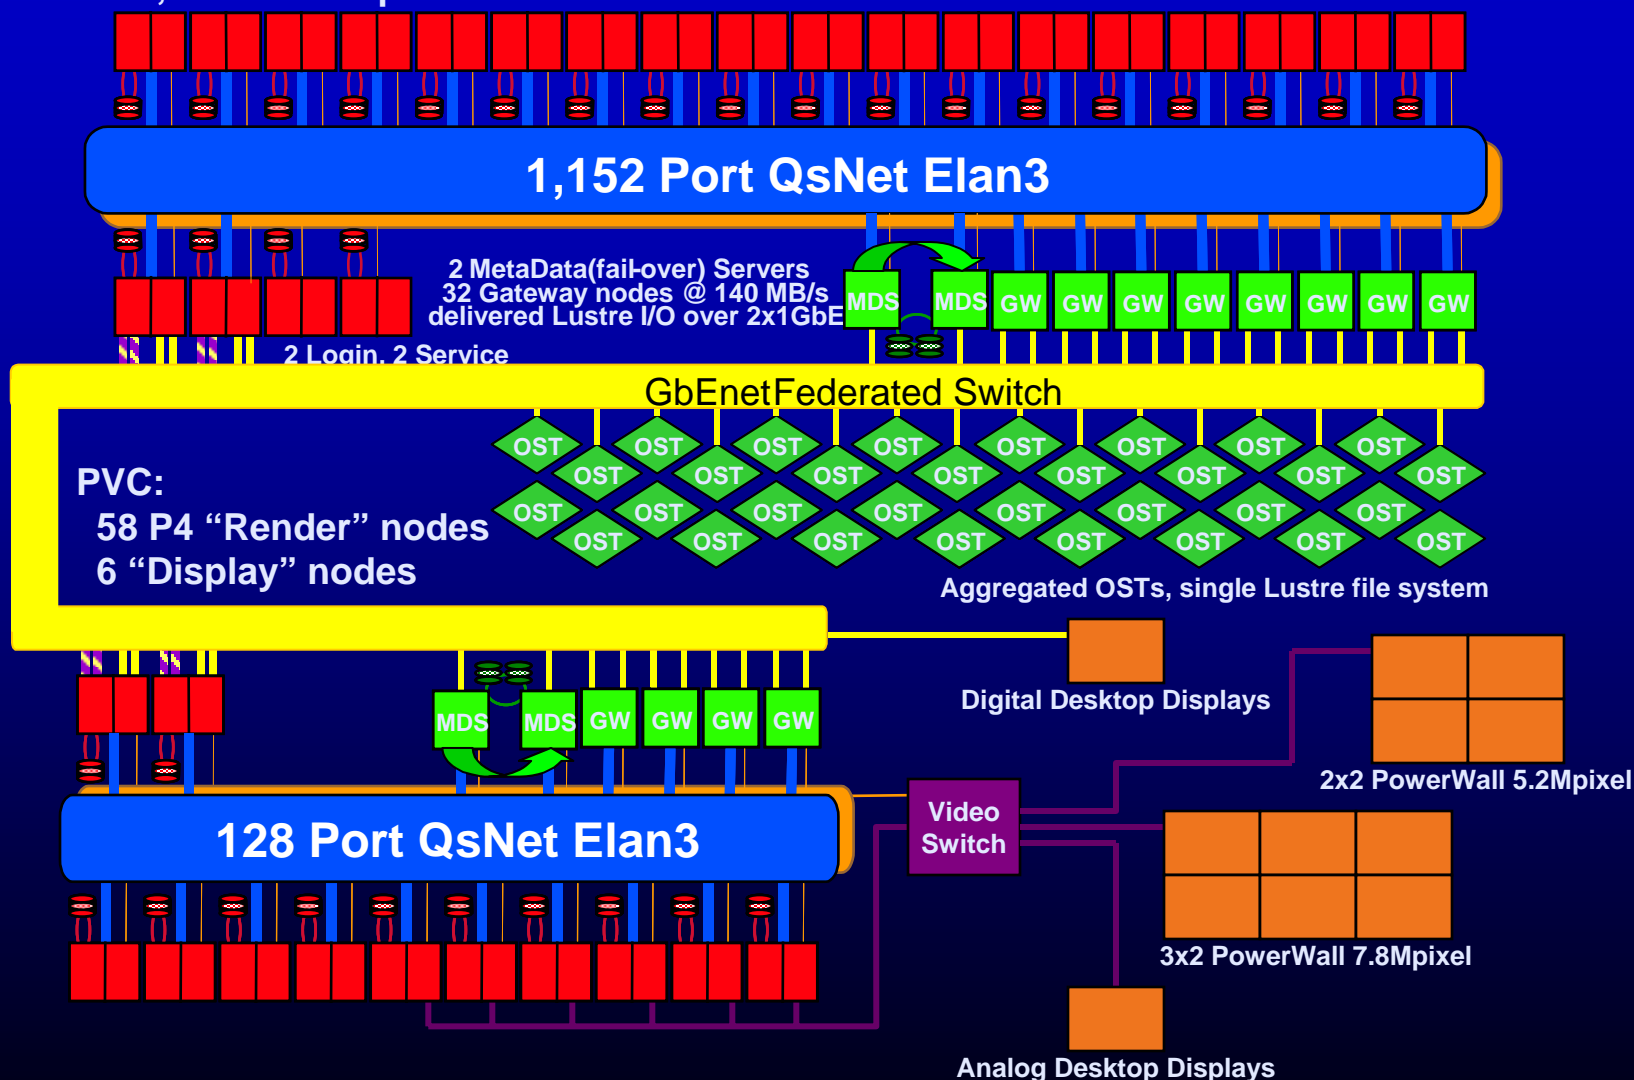 1,152 Port QsNet Elan3
2 MetaData(fail-over) Servers
32 Gateway nodes @ 140 MB/s
delivered Lustre I/O over 2x1GbE
MDS MDS GW GW GW GW GW GW GW GW
2 Login, 2 Service
GbEnetFederated Switch
OST OST OST OST OST OST OST OST
OST OST OST OST OST OST OST OST
OST OST OST OST OST OST OST OST
OST OST OST OST OST OST OST OST
PVC:
58 P4 “Render” nodes
6 “Display” nodes
Aggregated OSTs, single Lustre file system
Digital Desktop Displays
MDS MDS GW GW GW GW
2x2 PowerWall 5.2Mpixel
128 Port QsNet Elan3
Video
Switch
3x2 PowerWall 7.8Mpixel
Analog Desktop Displays